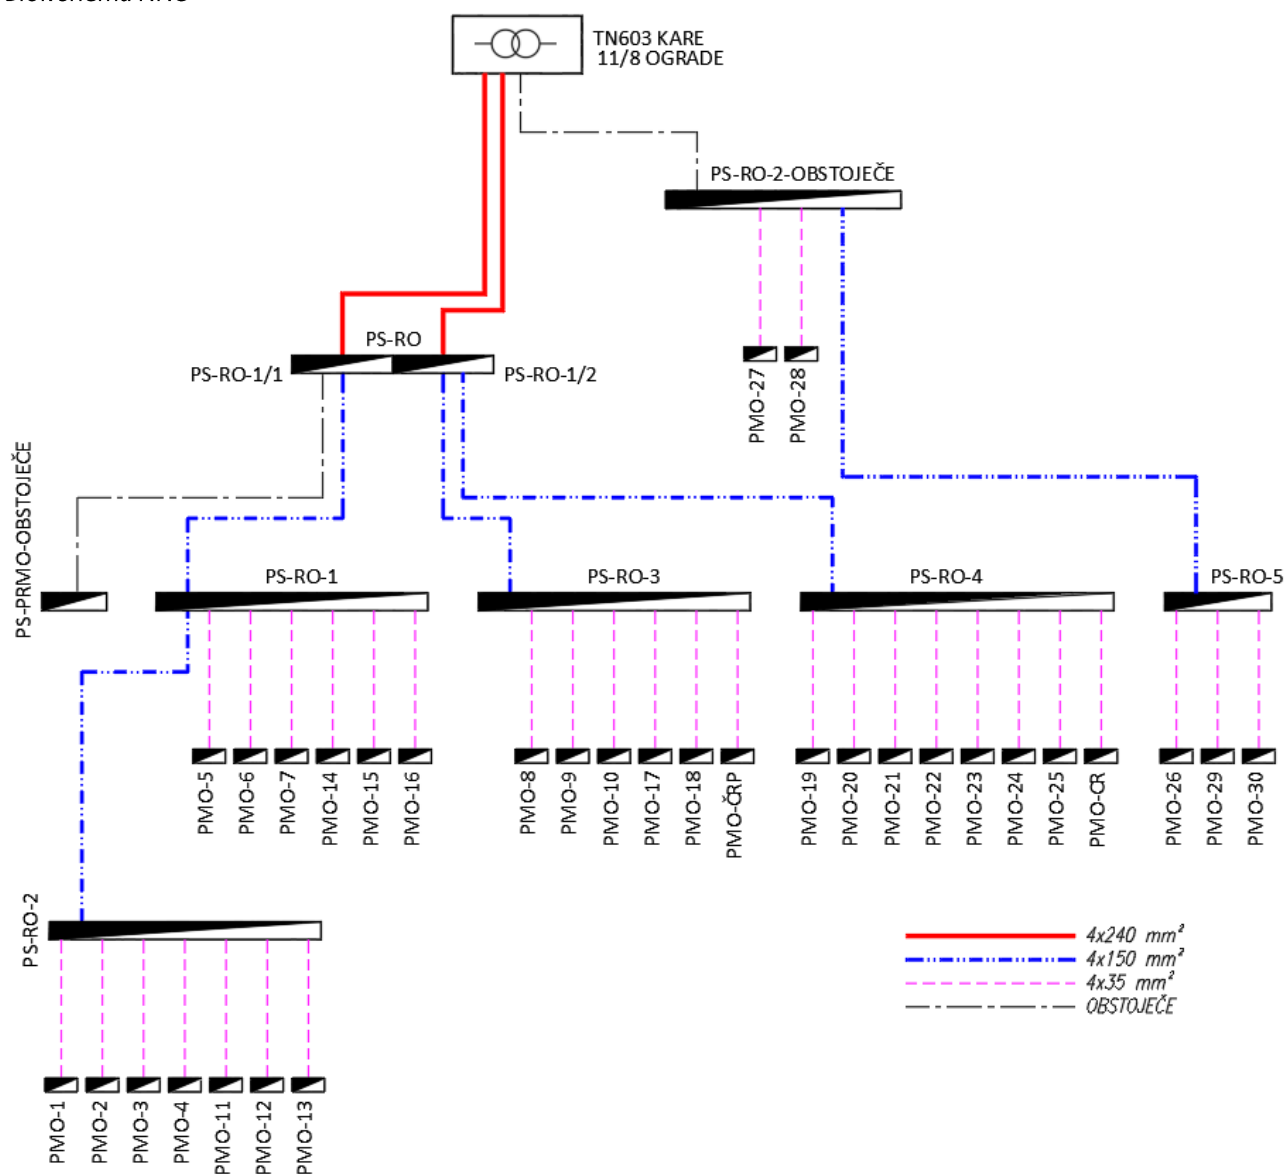 TN603 KARE
11/8 OGRADE
PS-RO-2-OBSTOJEČE
PS-RO
PS-RO-1/1
PS-RO-1/2
PMO-27
PMO-28
PS-PRMO-OBSTOJEČE
PS-RO-1
PS-RO-3
PS-RO-4
PS-RO-5
PMO-5
PMO-6
PMO-7
PMO-14
PMO-15
PMO-16
PMO-8
PMO-9
PMO-10
PMO-17
PMO-18
PMO-ČRP
PMO-19
PMO-20
PMO-21
PMO-22
PMO-23
PMO-24
PMO-25
PMO-CR
PMO-26
PMO-29
PMO-30
PS-RO-2
4x240 mm²
4x150 mm²
4x35 mm²
OBSTOJEČE
PMO-1
PMO-2
PMO-3
PMO-4
PMO-11
PMO-12
PMO-13